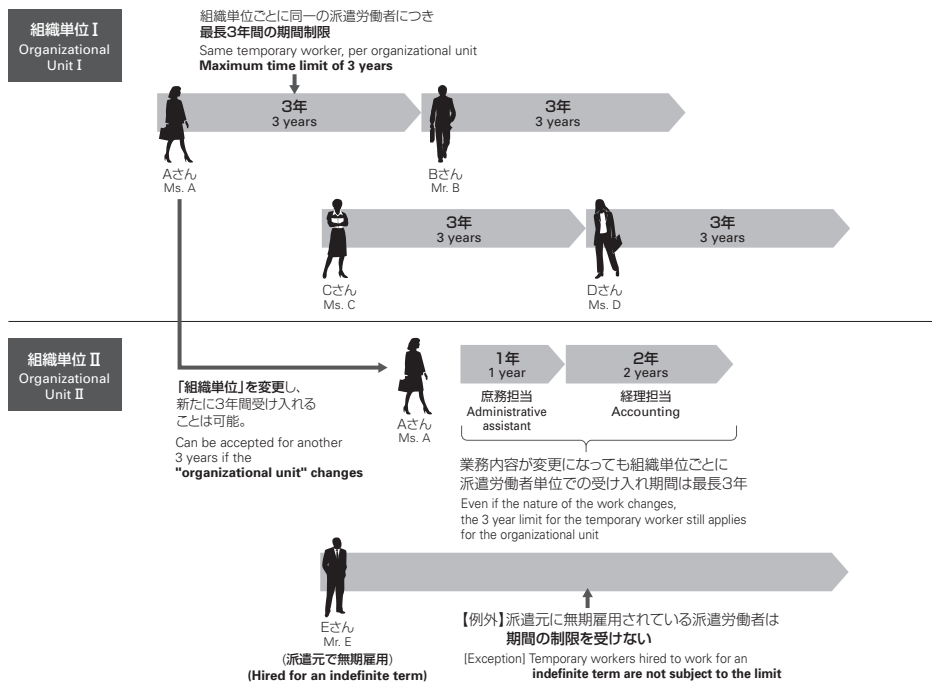 組織単位Ⅰ
Organizational
Unit Ⅰ
組織単位ごとに同一の派遣労働者につき
最長3年間の期間制限
Same temporary worker, per organizational unit
Maximum time limit of 3 years
3年
3 years
3年
3 years
Aさん
Ms. A
Bさん
Mr. B
3年
3 years
3年
3 years
Cさん
Ms. C
Dさん
Ms. D
組織単位Ⅱ
Organizational
Unit Ⅱ
「組織単位」を変更し、
新たに3年間受け入れる
ことは可能。
Can be accepted for another
3 years if the
"organizational unit" changes
Aさん
Ms. A
1年
1 year
2年
2 years
庶務担当
Administrative
assistant
経理担当
Accounting
業務内容が変更になっても組織単位ごとに
派遣労働者単位での受け入れ期間は最長3年
Even if the nature of the work changes,
the 3 year limit for the temporary worker still applies
for the organizational unit
Eさん
Mr. E
(派遣元で無期雇用)
(Hired for an indefinite term)
【例外】派遣元に無期雇用されている派遣労働者は
期間の制限を受けない
[Exception] Temporary workers hired to work for an
indefinite term are not subject to the limit